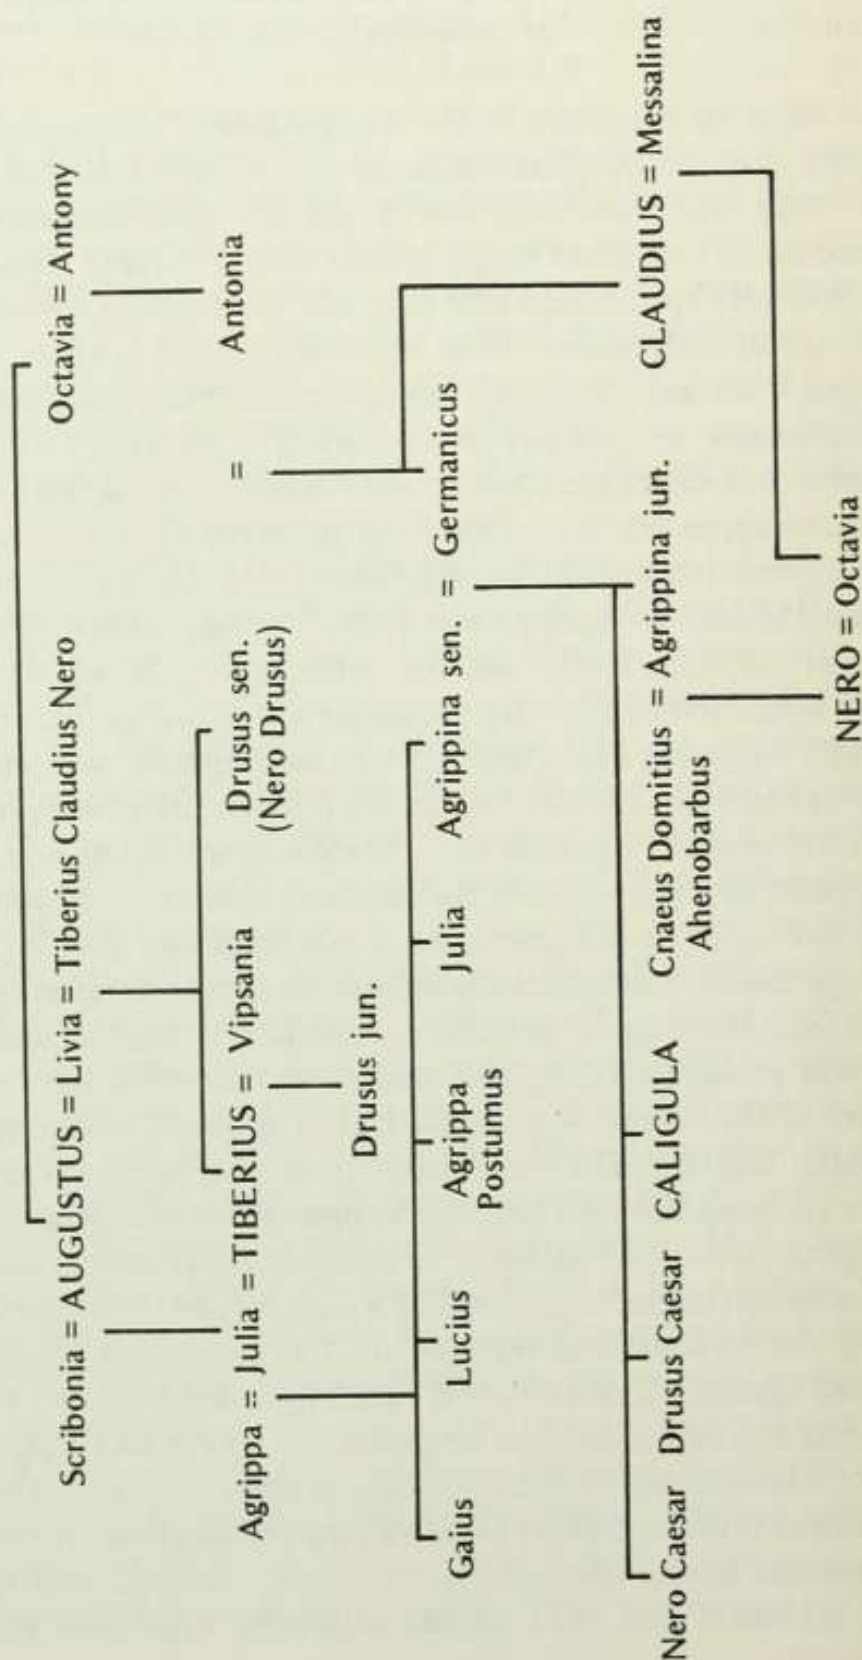 Octavia = Antony
Scribonia = AUGUSTUS = Livia = Tiberius Claudius Nero
Agrippa = Julia = TIBERIUS = Vipsania Drusus sen. = Antonia
(Nero Drusus)
Drusus jun.
Gaius Lucius Agrippa Julia Agrippina sen. = Germanicus
Postumus
Nero Caesar Drusus Caesar CALIGULA Cnaeus Domitius = Agrippina jun. CLAUDIUS = Messalina
Ahenobarbus
NERO = Octavia